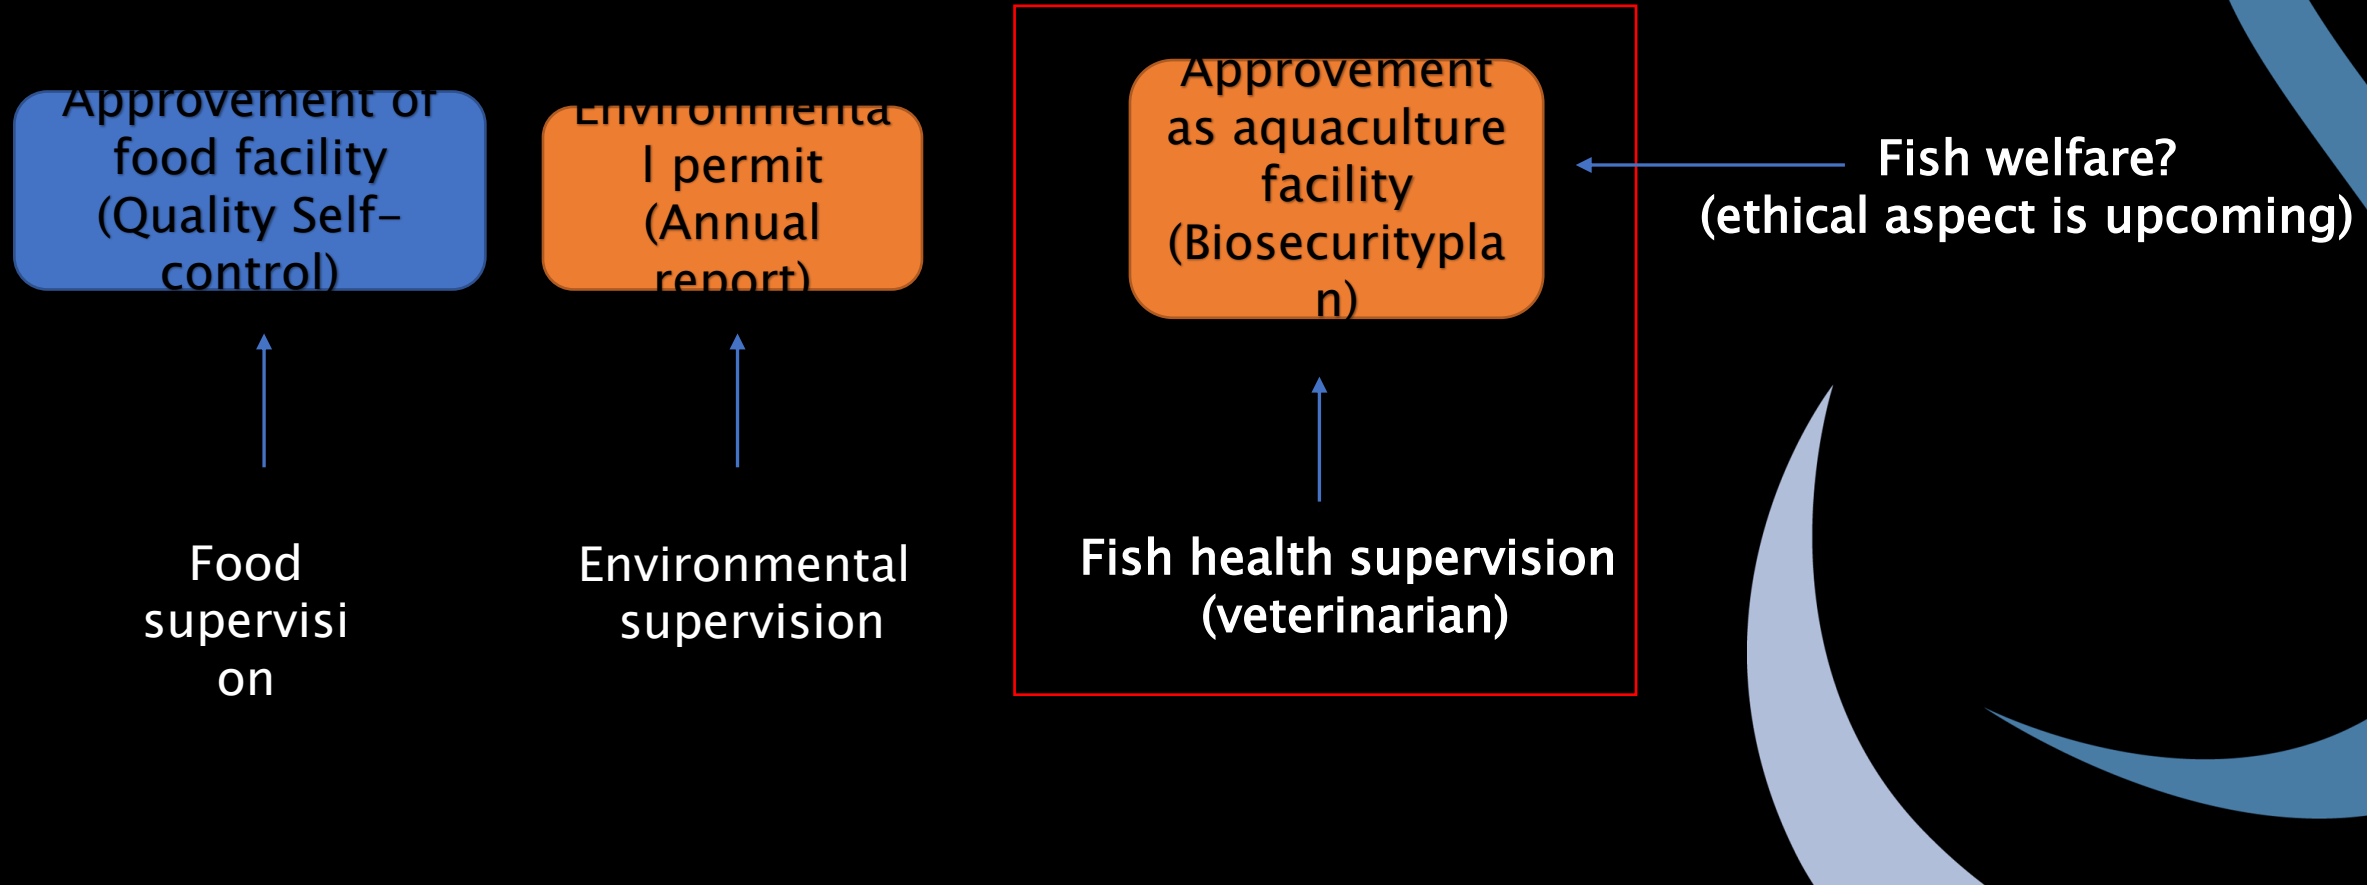 Approvement of
food facility
(Quality Self-
control)
Environmenta
l permit
(Annual
report)
Approvement
as aquaculture
facility
(Biosecuritypla
n)
Fish welfare?
(ethical aspect is upcoming)
Food
supervisi
on
Environmental
supervision
Fish health supervision
(veterinarian)